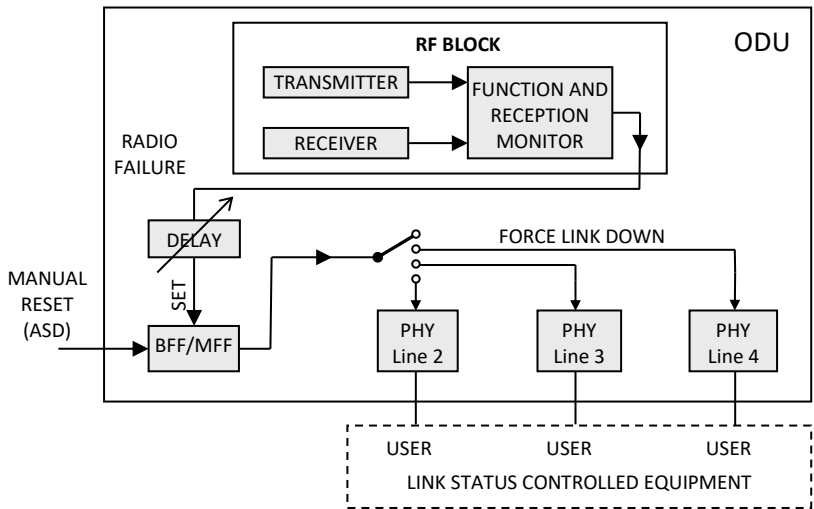 ODU
RF BLOCK
TRANSMITTER
RECEIVER
FUNCTION AND
RECEPTION
MONITOR
RADIO
FAILURE
DELAY
SET
MANUAL
RESET
(ASD)
BFF/MFF
FORCE LINK DOWN
PHY
Line 2
PHY
Line 3
PHY
Line 4
USER
USER
USER
LINK STATUS CONTROLLED EQUIPMENT